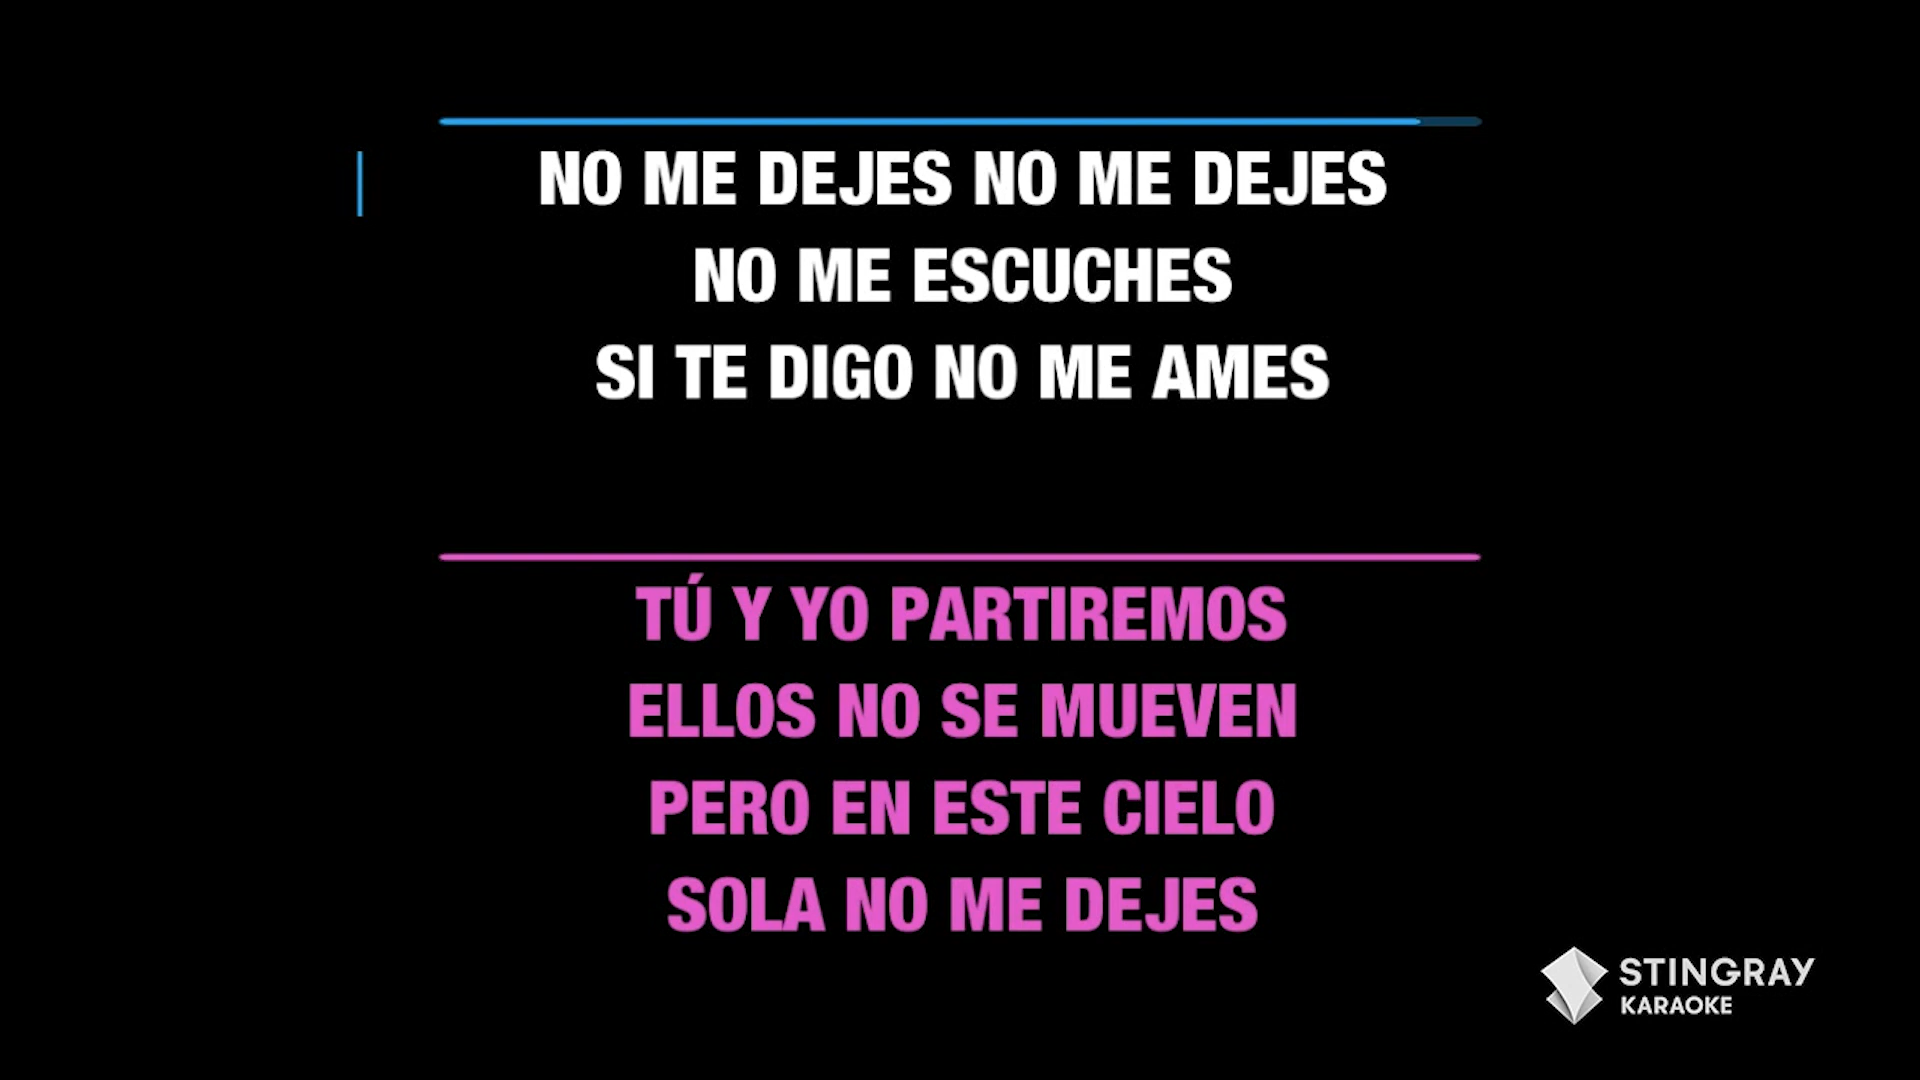 NO ME DEJES NO ME DEJES
NO ME ESCUCHES
SI TE DIGO NO ME AMES
TÚ Y YO PARTIREMOS
ELLOS NO SE MUEVEN
PERO EN ESTE CIELO
SOLA NO ME DEJES
STINGRAY
KARAOKE